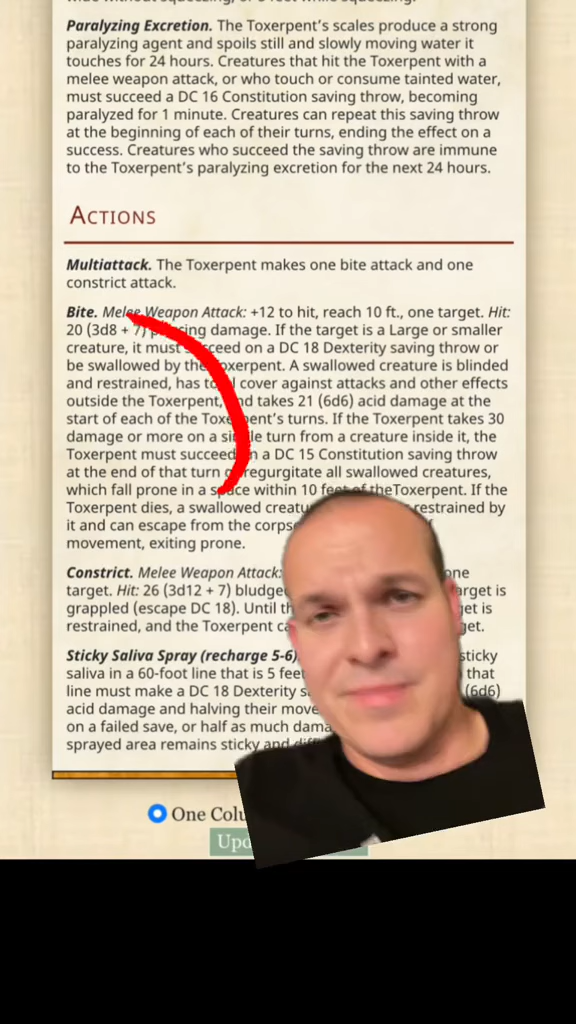 Paralyzing Excretion. The Toxerpent's scales produce a strong
paralyzing agent and spoils still and slowly moving water it
touches for 24 hours. Creatures that hit the Toxerpent with a
melee weapon attack, or who touch or consume tainted water,
must succeed a DC 16 Constitution saving throw, becoming
paralyzed for 1 minute. Creatures can repeat this saving throw
at the beginning of each of their turns, ending the effect on a
success. Creatures who succeed the saving throw are immune
to the Toxerpent's paralyzing excretion for the next 24 hours.
ACTIONS
Multiattack. The Toxerpent makes one bite attack and one
constrict attack.
Bite. Melee Weapon Attack: +12 to hit, reach 10 ft., one target. Hit:
20 (3d8 + 7) piercing damage. If the target is a Large or smaller
creature, it must succeed on a DC 18 Dexterity saving throw or
be swallowed by the Toxerpent. A swallowed creature is blinded
and restrained, has total cover against attacks and other effects
outside the Toxerpent, and takes 21 (6d6) acid damage at the
start of each of the Toxerpent's turns. If the Toxerpent takes 30
damage or more on a single turn from a creature inside it, the
Toxerpent must succeed on a DC 15 Constitution saving throw
at the end of that turn or regurgitate all swallowed creatures,
which fall prone in a space within 10 feet of theToxerpent. If the
Toxerpent dies, a swallowed restrained by
it and can escape from the
movement, exiting prone.
Constrict. Melee Weapon Attack: one
target. Hit: 26 (3d12 + 7) target is
grappled (escape DC 18). Until target is
restrained, and the Toxerpent target.
Sticky Saliva Spray (recharge 5-6) sticky
saliva in a 60-foot line that is 5 feet that
line must make a DC 18 Dexterity (6d6)
acid damage and halving their
on a failed save, or half as much
sprayed area remains sticky and
One